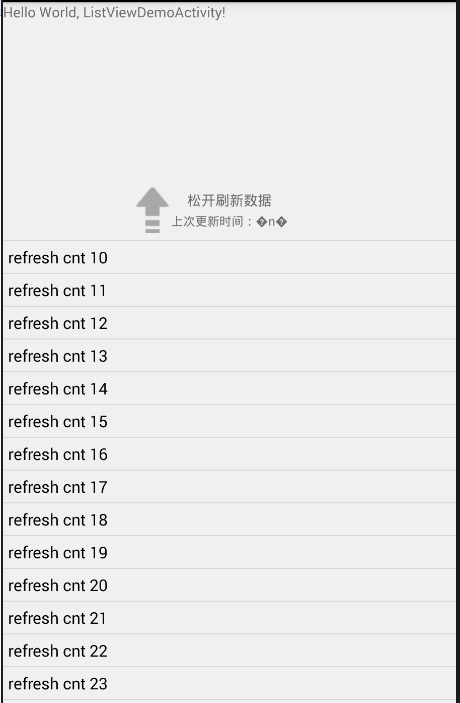 Hello World, ListViewDemoActivity!
松开刷新数据
上次更新时间：�n�
refresh cnt 10
refresh cnt 11
refresh cnt 12
refresh cnt 13
refresh cnt 14
refresh cnt 15
refresh cnt 16
refresh cnt 17
refresh cnt 18
refresh cnt 19
refresh cnt 20
refresh cnt 21
refresh cnt 22
refresh cnt 23